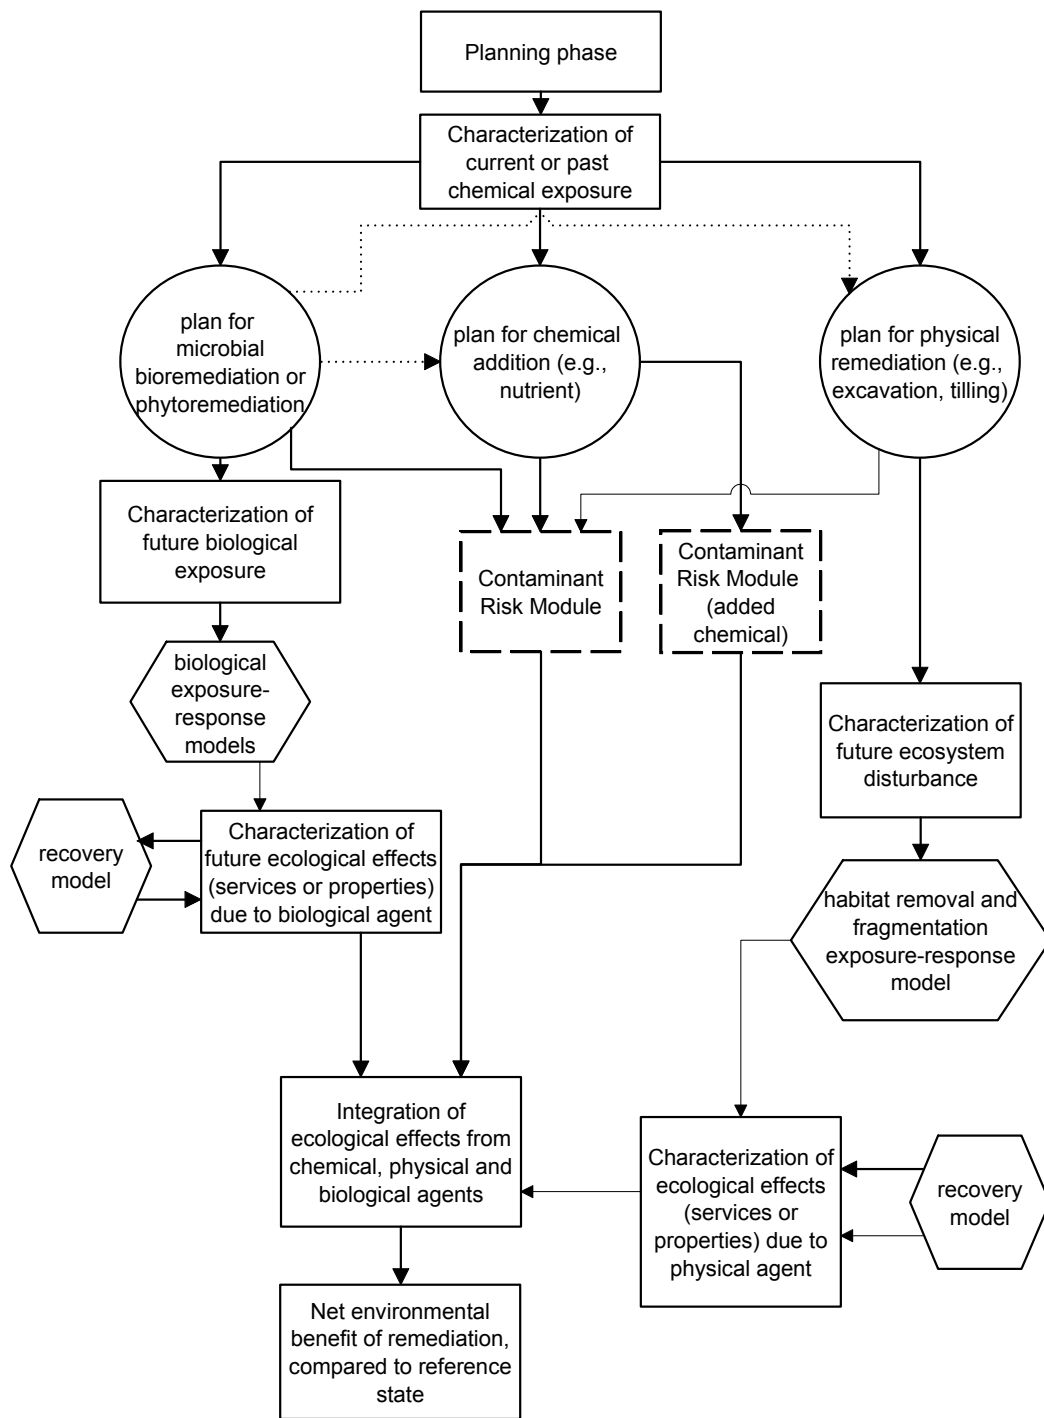 Planning phase
Characterization of
current or past
chemical exposure
plan for
microbial
bioremediation or
phytoremediation
plan for chemical
addition (e.g.,
nutrient)
plan for physical
remediation (e.g.,
excavation, tilling)
Characterization of
future biological
exposure
Contaminant
Risk Module
Contaminant
Risk Module
(added
chemical)
biological
exposure-
response
models
Characterization of
future ecosystem
disturbance
recovery
model
Characterization of
future ecological effects
(services or properties)
due to biological agent
habitat removal and
fragmentation
exposure-response
model
Integration of
ecological effects from
chemical, physical and
biological agents
Characterization of
ecological effects
(services or
properties) due to
physical agent
recovery
model
Net environmental
benefit of remediation,
compared to reference
state